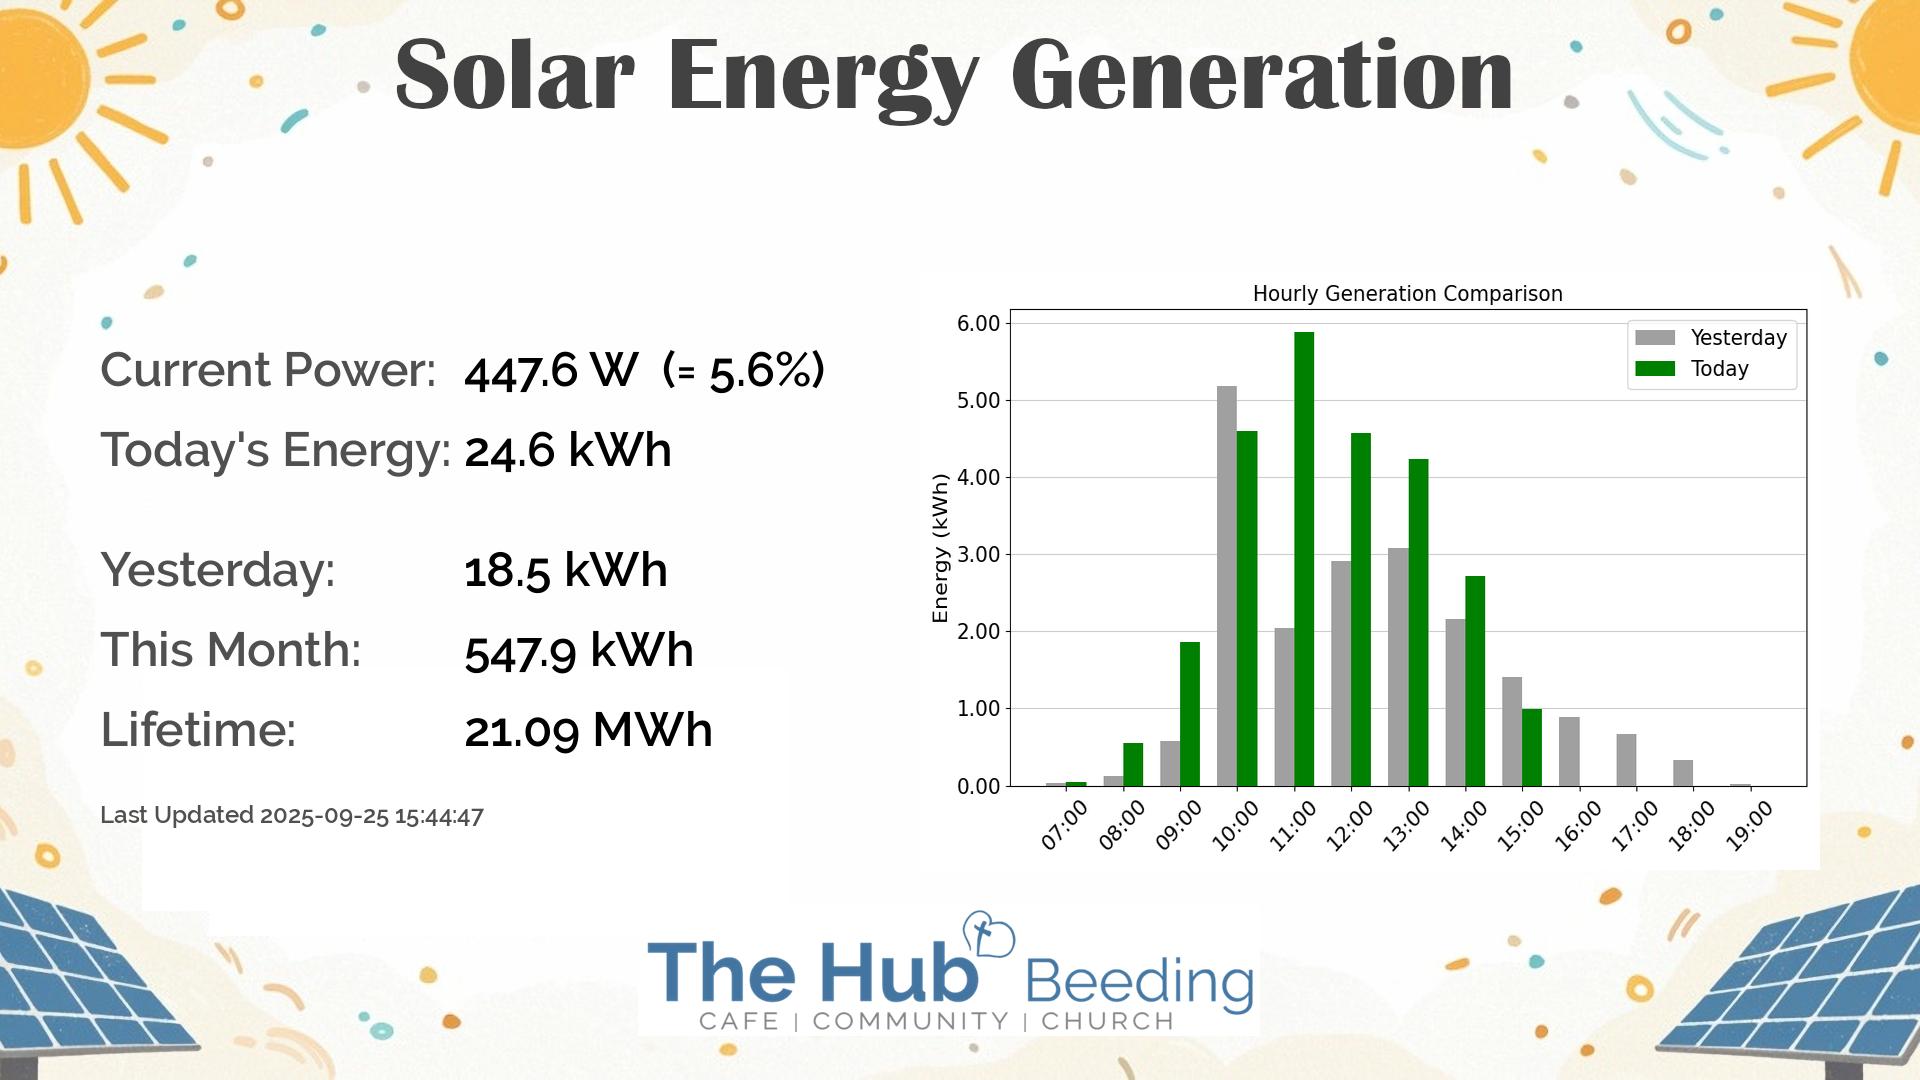 Solar Energy Generation
Current Power: 447.6 W (= 5.6%)
Today's Energy: 24.6 kWh
Yesterday: 18.5 kWh
This Month: 547.9 kWh
Lifetime: 21.09 MWh
Last Updated 2025-09-25 15:44:47
Hourly Generation Comparison
Yesterday
Today
Energy (kWh)
6.00
5.00
4.00
3.00
2.00
1.00
0.00
07:00 08:00 09:00 10:00 11:00 12:00 13:00 14:00 15:00 16:00 17:00 18:00 19:00
The Hub Beeding
CAFE | COMMUNITY | CHURCH